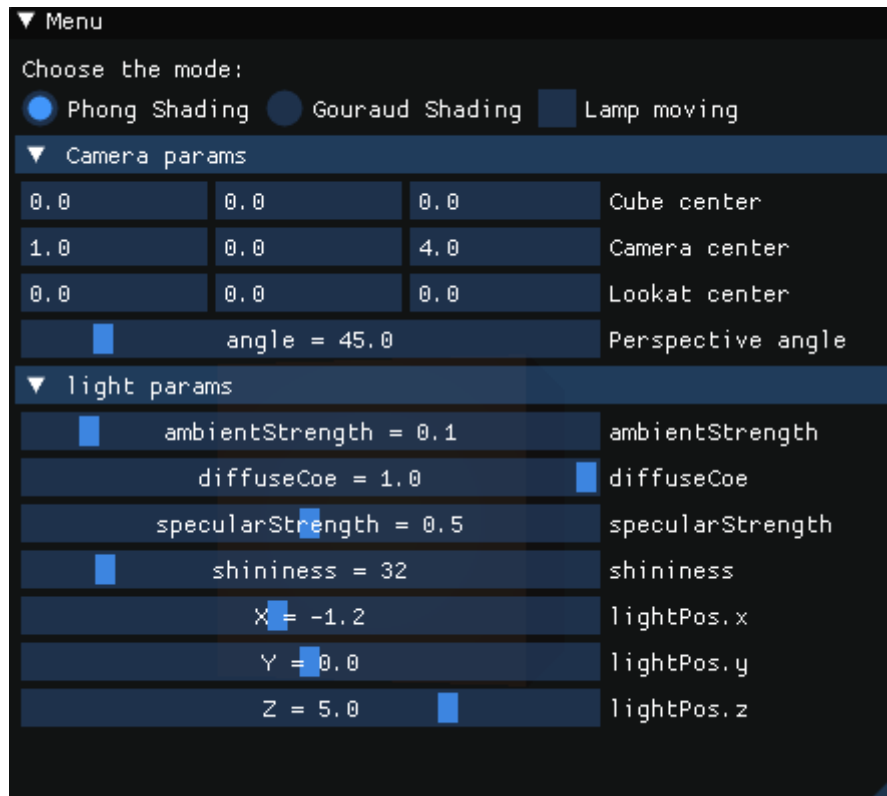 Menu
Choose the mode:
Phong Shading Gouraud Shading Lamp moving
Camera params
0.0 0.0 0.0 Cube center
1.0 0.0 4.0 Camera center
0.0 0.0 0.0 Lookat center
angle = 45.0 Perspective angle
light params
ambientStrength = 0.1 ambientStrength
diffuseCoe = 1.0 diffuseCoe
specularStrength = 0.5 specularStrength
shininess = 32 shininess
X = -1.2 lightPos.x
Y = 0.0 lightPos.y
Z = 5.0 lightPos.z